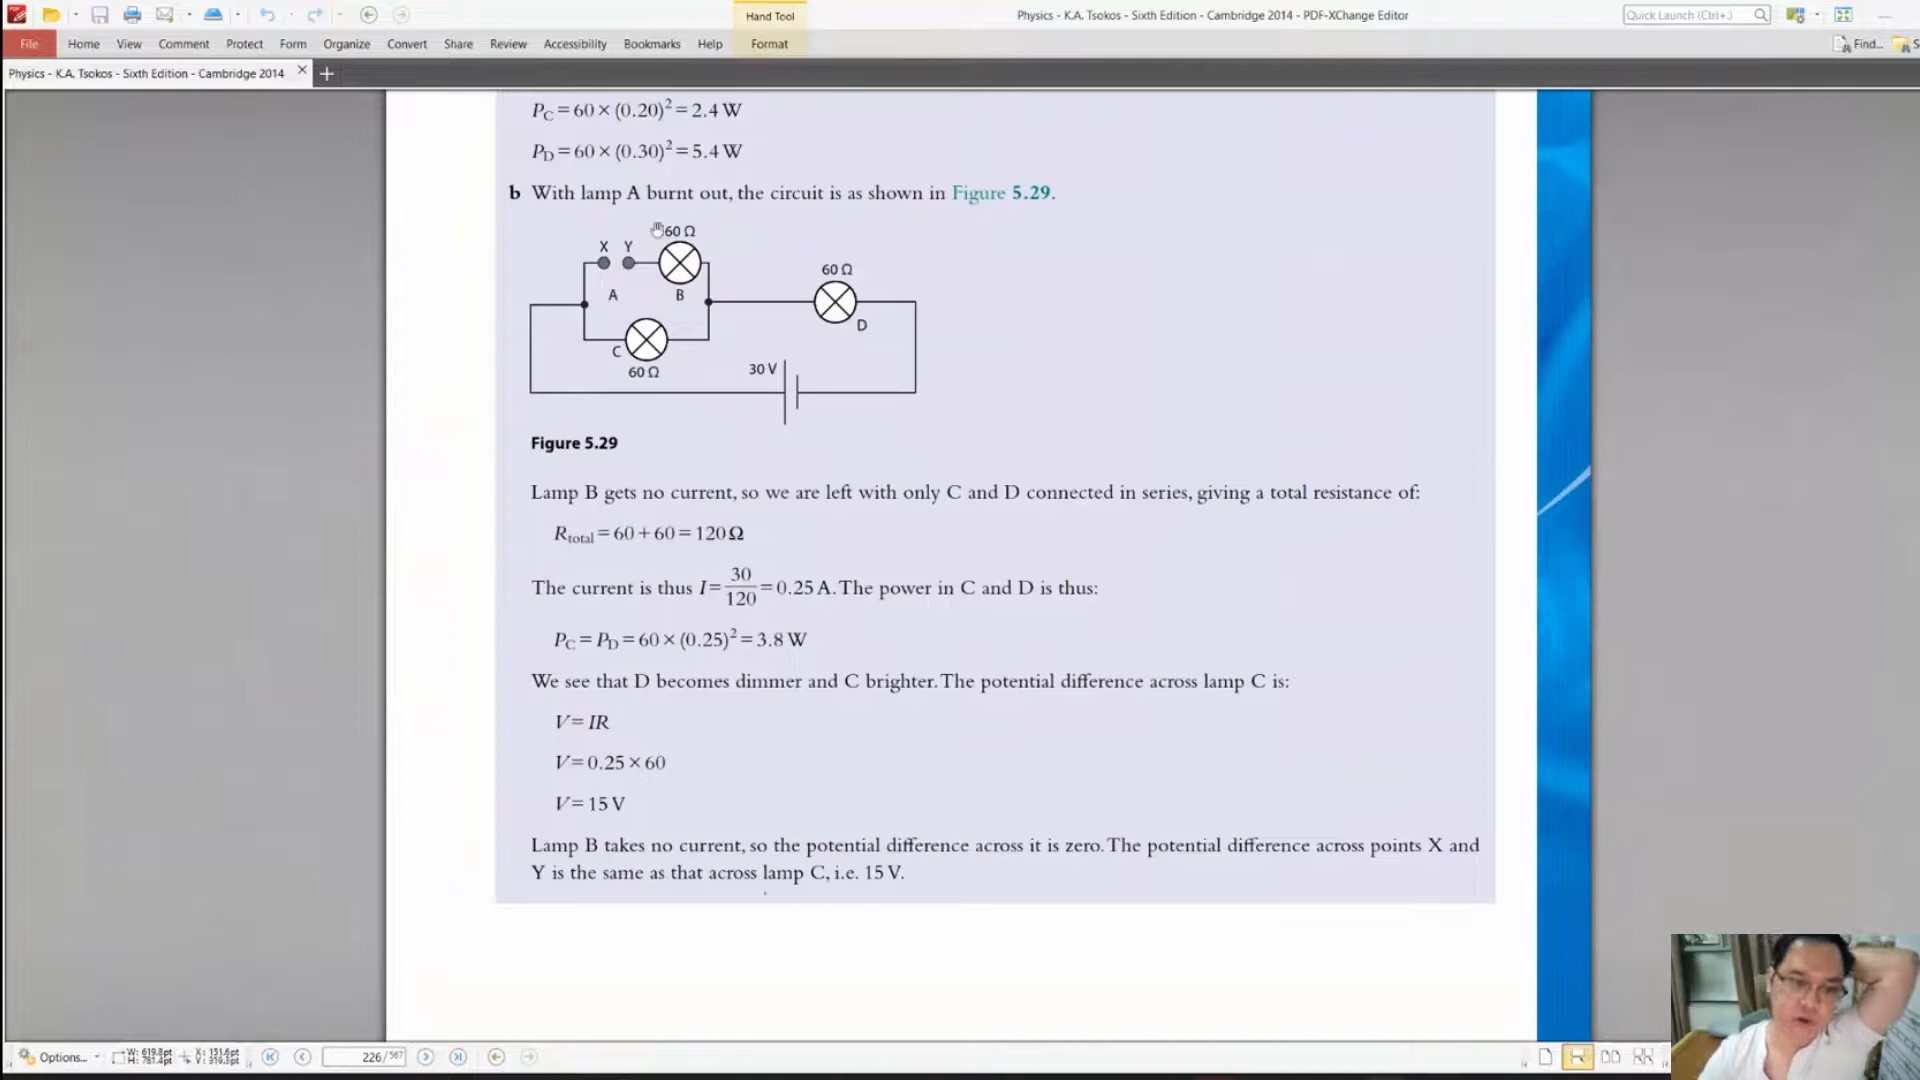 Hand Tool
Physics - K.A. Tsokos - Sixth Edition - Cambridge 2014 - PDF-XChange Editor
Quick Launch (Ctrl+.)
File Home View Comment Protect Form Organize Convert Share Review Accessibility Bookmarks Help Format
Find...
Physics - K.A. Tsokos - Sixth Edition - Cambridge 2014
P_C = 60 × (0.20)² = 2.4 W
P_D = 60 × (0.30)² = 5.4 W
b With lamp A burnt out, the circuit is as shown in Figure 5.29.
60 Ω
X Y
60 Ω
A B
D
C
60 Ω
30 V
Figure 5.29
Lamp B gets no current, so we are left with only C and D connected in series, giving a total resistance of:
R_total = 60 + 60 = 120 Ω
The current is thus I = 30/120 = 0.25 A. The power in C and D is thus:
P_C = P_D = 60 × (0.25)² = 3.8 W
We see that D becomes dimmer and C brighter. The potential difference across lamp C is:
V = IR
V = 0.25 × 60
V = 15 V
Lamp B takes no current, so the potential difference across it is zero. The potential difference across points X and
Y is the same as that across lamp C, i.e. 15 V.
Options...
226 / 567